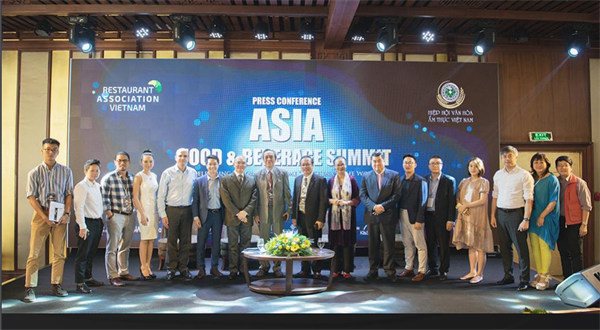 RESTAURANT
ASSOCIATION
VIETNAM
PRESS CONFERENCE
ASIA
FOOD & BEVERAGE SUMMIT
HIỆP HỘI VĂN HÓA
ẨM THỰC VIỆT NAM
EXIT